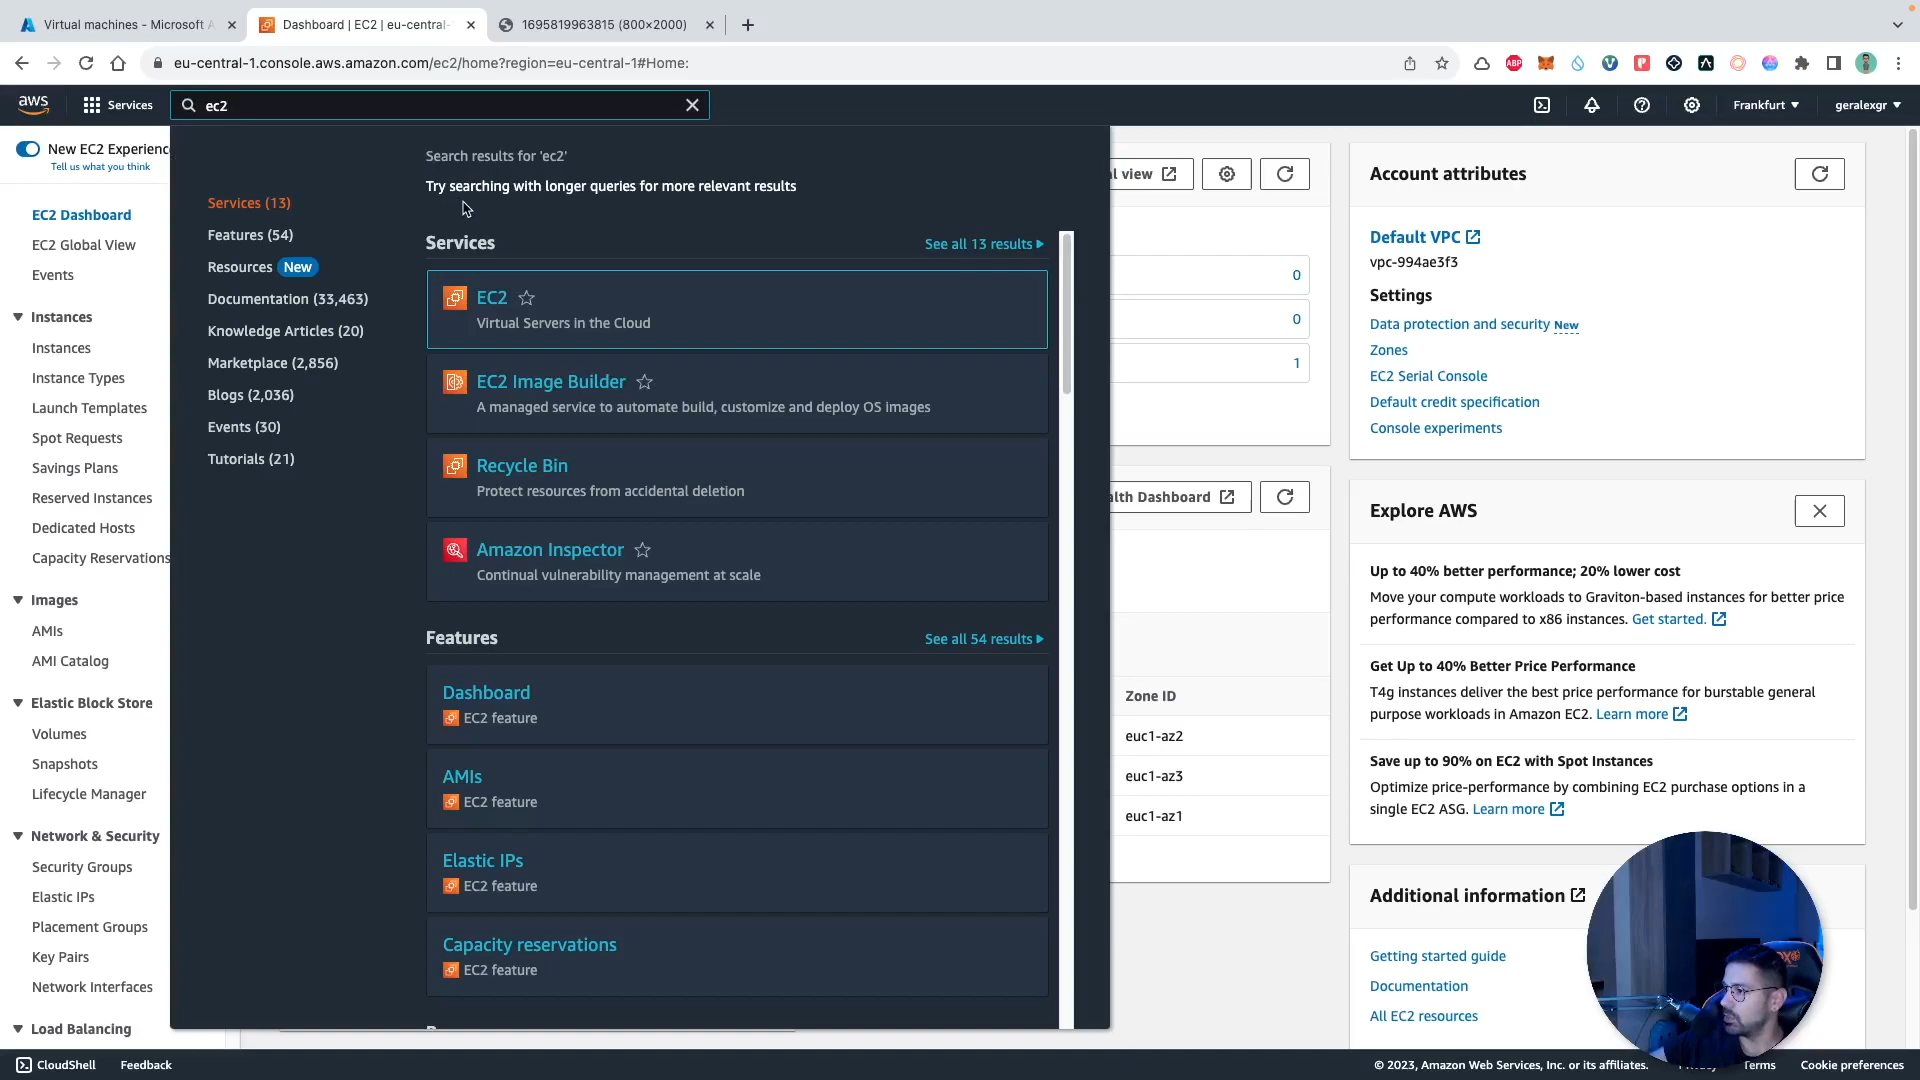 Virtual machines - Microsoft A
Dashboard | EC2 | eu-central-
1695819963815 (800×2000)
eu-central-1.console.aws.amazon.com/ec2/home?region=eu-central-1#Home:
ABP
aws
Services
ec2
Frankfurt
geralexgr
New EC2 Experience
Tell us what you think
EC2 Dashboard
EC2 Global View
Events
Instances
Instances
Instance Types
Launch Templates
Spot Requests
Savings Plans
Reserved Instances
Dedicated Hosts
Capacity Reservations
Images
AMIs
AMI Catalog
Elastic Block Store
Volumes
Snapshots
Lifecycle Manager
Network & Security
Security Groups
Elastic IPs
Placement Groups
Key Pairs
Network Interfaces
Load Balancing
Services (13)
Features (54)
Resources New
Documentation (33,463)
Knowledge Articles (20)
Marketplace (2,856)
Blogs (2,036)
Events (30)
Tutorials (21)
Search results for 'ec2'
Try searching with longer queries for more relevant results
Services
See all 13 results
EC2
Virtual Servers in the Cloud
EC2 Image Builder
A managed service to automate build, customize and deploy OS images
Recycle Bin
Protect resources from accidental deletion
Amazon Inspector
Continual vulnerability management at scale
Features
See all 54 results
Dashboard
EC2 feature
AMIs
EC2 feature
Elastic IPs
EC2 feature
Capacity reservations
EC2 feature
l view
0
0
1
alth Dashboard
Zone ID
euc1-az2
euc1-az3
euc1-az1
Account attributes
Default VPC
vpc-994ae3f3
Settings
Data protection and security New
Zones
EC2 Serial Console
Default credit specification
Console experiments
Explore AWS
Up to 40% better performance; 20% lower cost
Move your compute workloads to Graviton-based instances for better price
performance compared to x86 instances. Get started.
Get Up to 40% Better Price Performance
T4g instances deliver the best price performance for burstable general
purpose workloads in Amazon EC2. Learn more
Save up to 90% on EC2 with Spot Instances
Optimize price-performance by combining EC2 purchase options in a
single EC2 ASG. Learn more
Additional information
Getting started guide
Documentation
All EC2 resources
CloudShell
Feedback
© 2023, Amazon Web Services, Inc. or its affiliates.
Terms
Cookie preferences